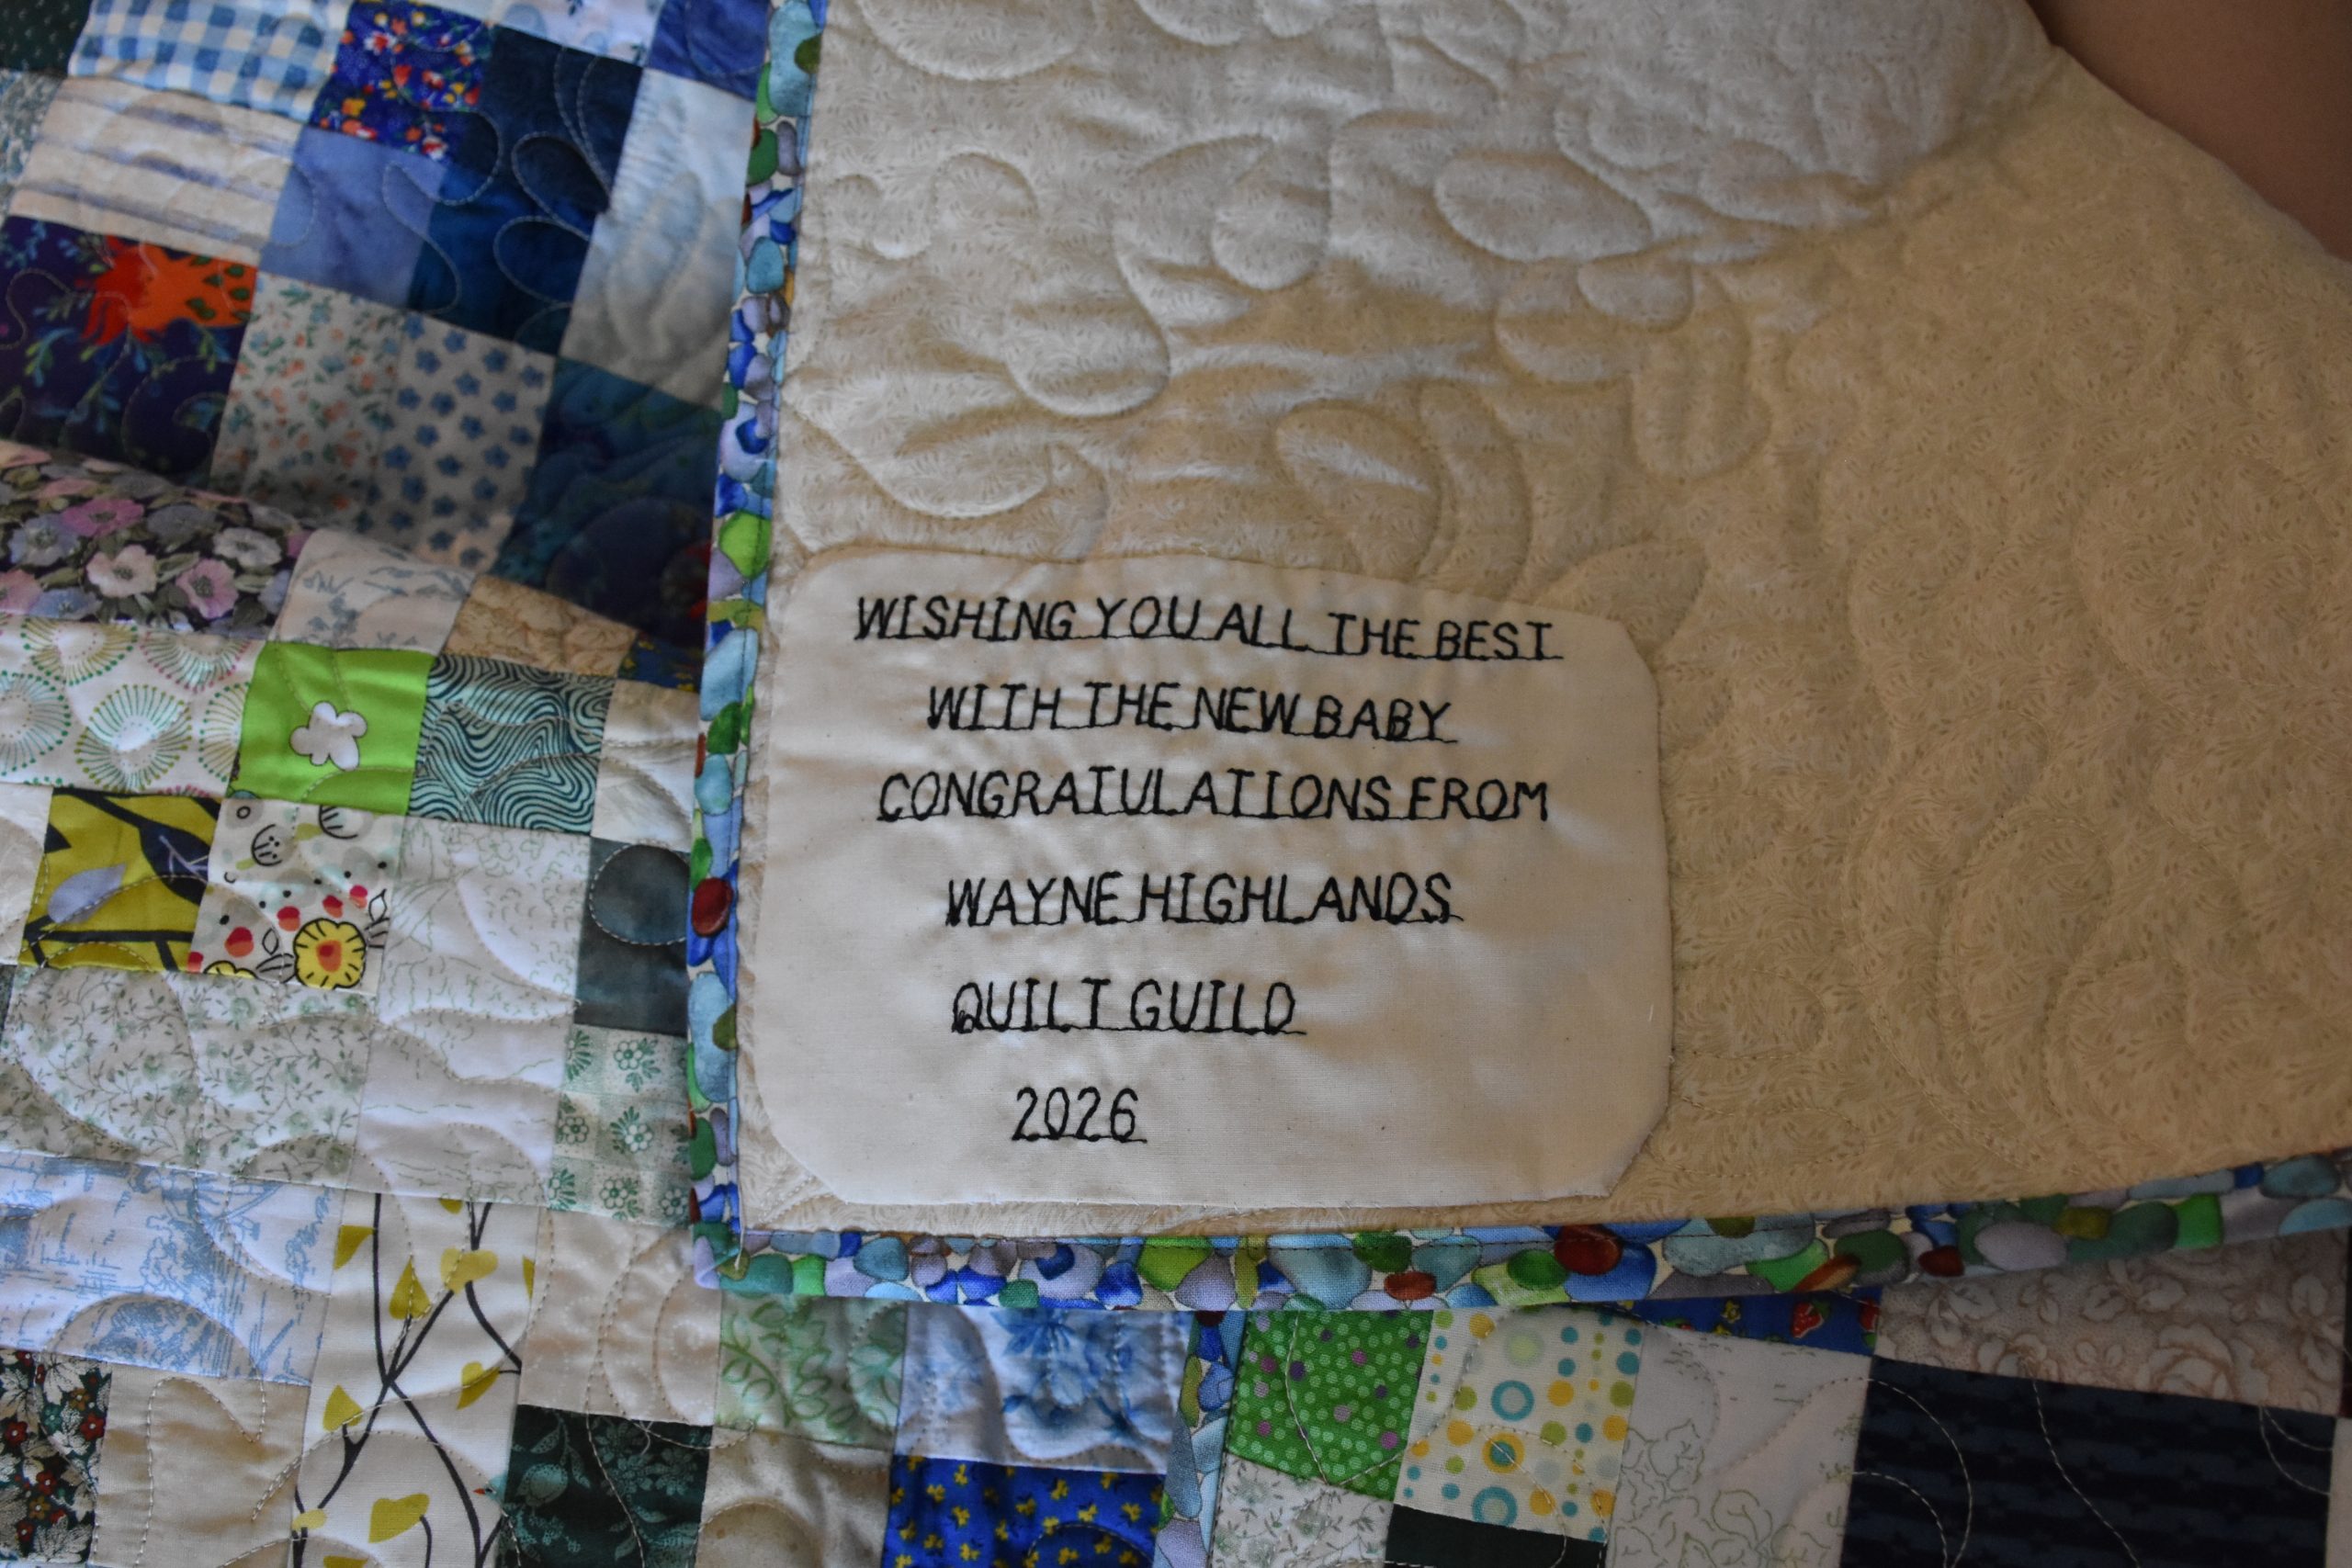 WISHING YOU ALL THE BEST
WITH THE NEW BABY
CONGRATULATIONS FROM
WAYNE HIGHLANDS
QUILT GUILD
2026